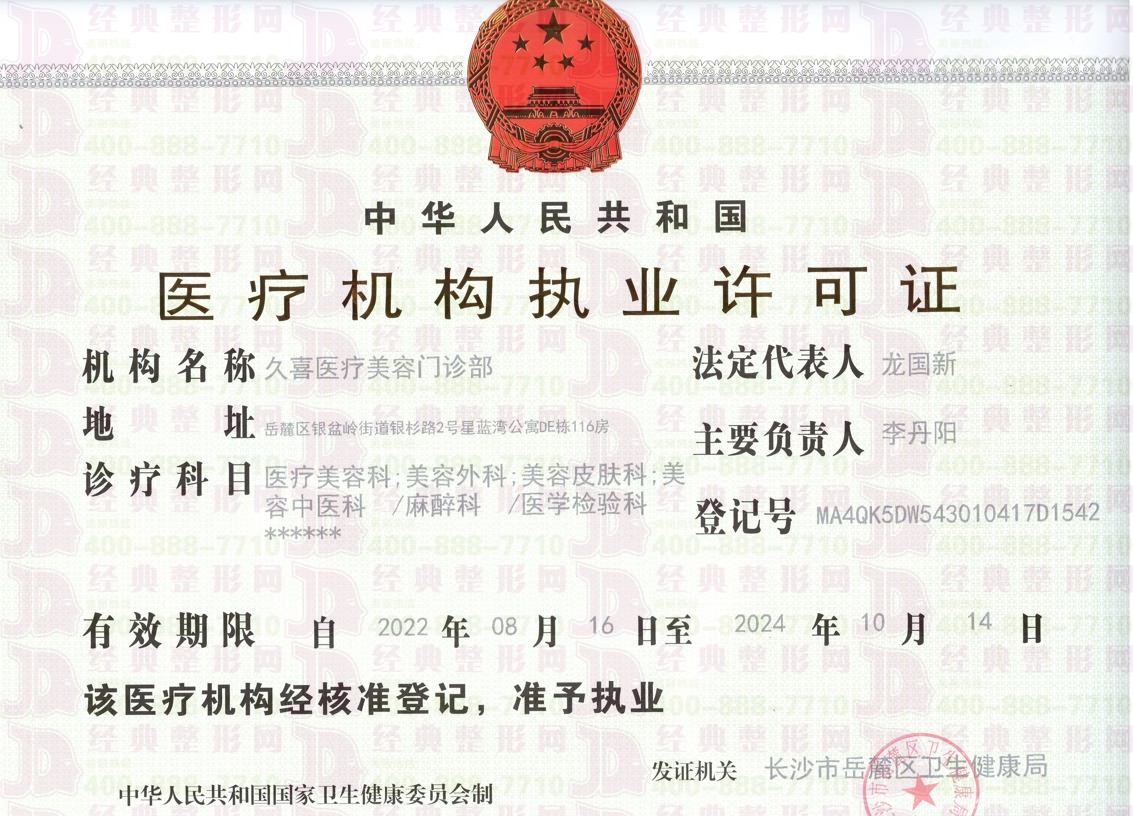 中华人民共和国
医疗机构执业许可证
机构名称 久喜医疗美容门诊部
法定代表人 龙国新
地址 岳麓区银盆岭街道银杉路2号星蓝湾公寓DE栋116房
主要负责人 李丹阳
诊疗科目 医疗美容科;美容外科;美容皮肤科;美
容中医科 /麻醉科 /医学检验科
******
登记号 MA4QK5DW543010417D1542
有效期限 自 2022 年 08 月 16 日至 2024 年 10 月 14 日
该医疗机构经核准登记，准予执业
发证机关 长沙市岳麓区卫生健康局
中华人民共和国国家卫生健康委员会制
经典整形网
400-888-7710